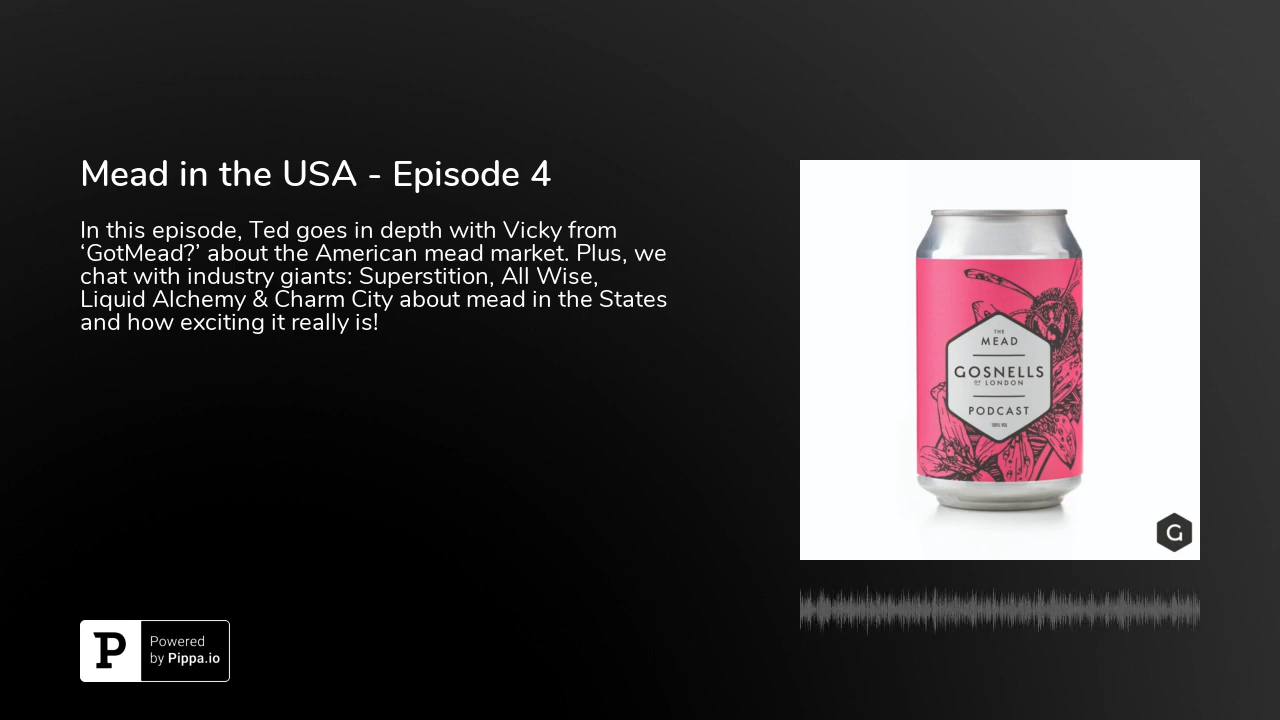 Mead in the USA - Episode 4
In this episode, Ted goes in depth with Vicky from
‘GotMead?’ about the American mead market. Plus, we
chat with industry giants: Superstition, All Wise,
Liquid Alchemy & Charm City about mead in the States
and how exciting it really is!
THE
MEAD
GOSNELLS
OF LONDON
PODCAST
G
P
Powered
by Pippa.io